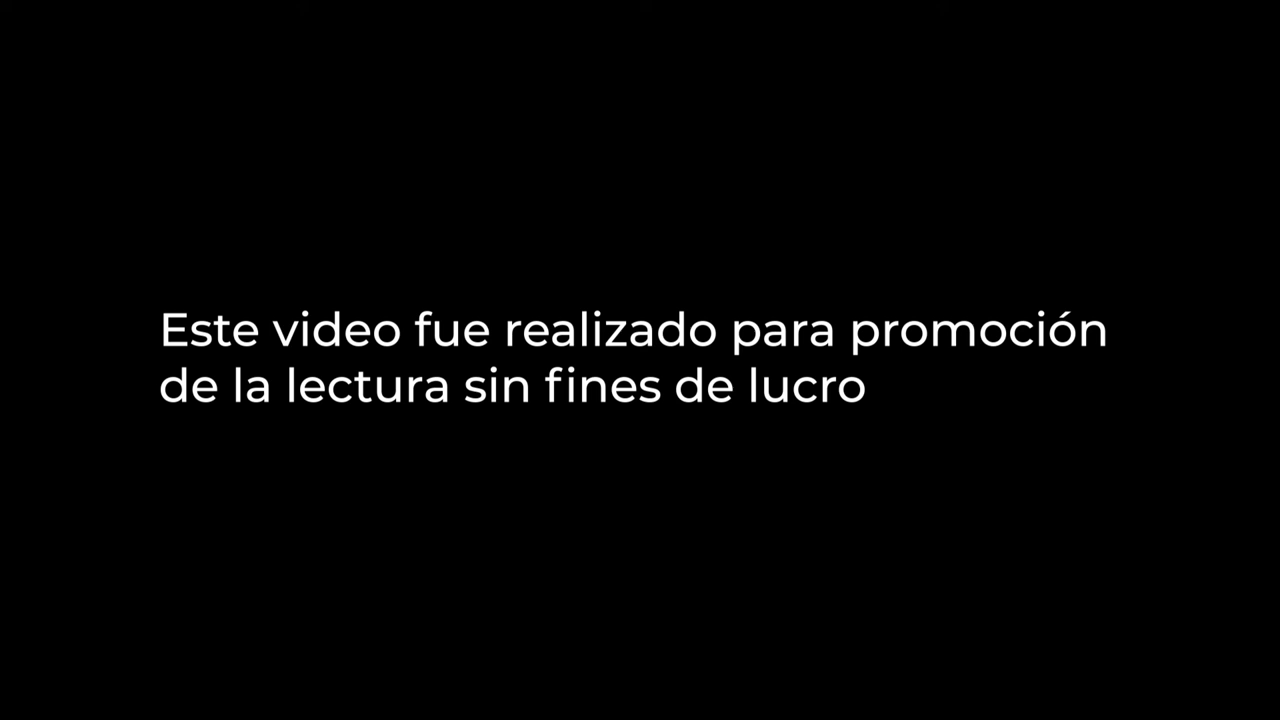 Este video fue realizado para promoción
de la lectura sin fines de lucro